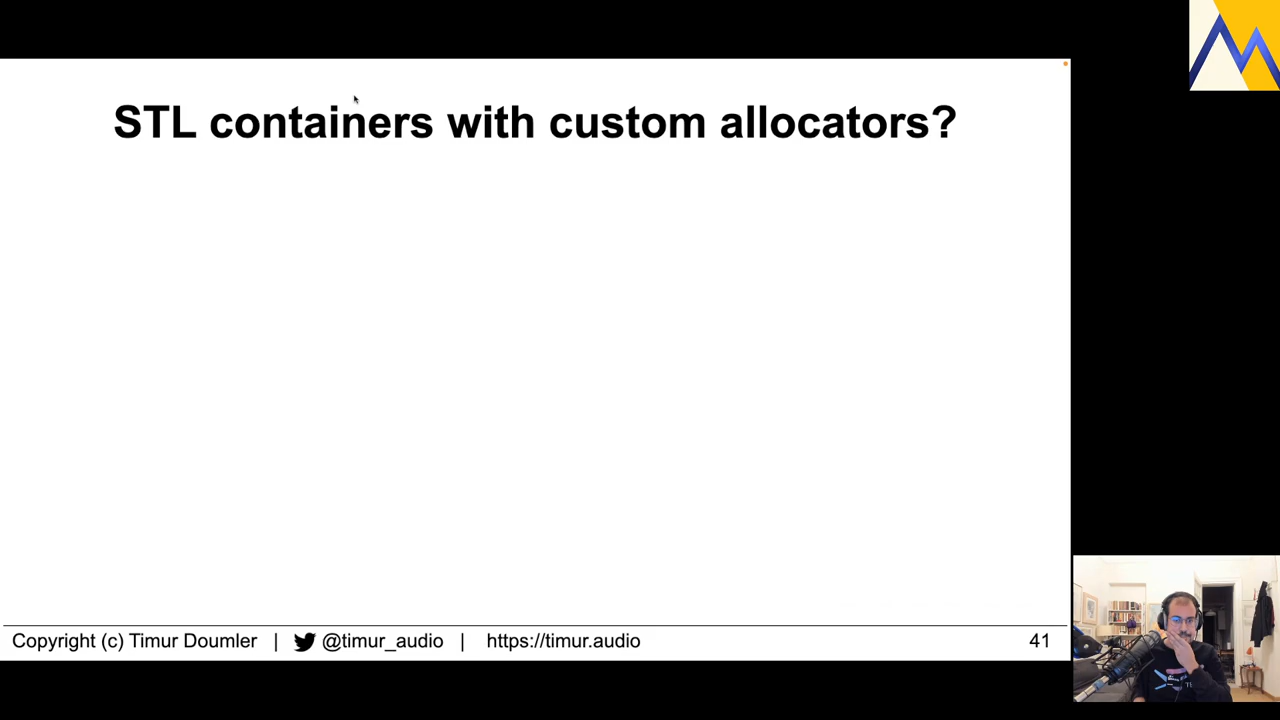 STL containers with custom allocators?
Copyright (c) Timur Doumler | @timur_audio | https://timur.audio 41